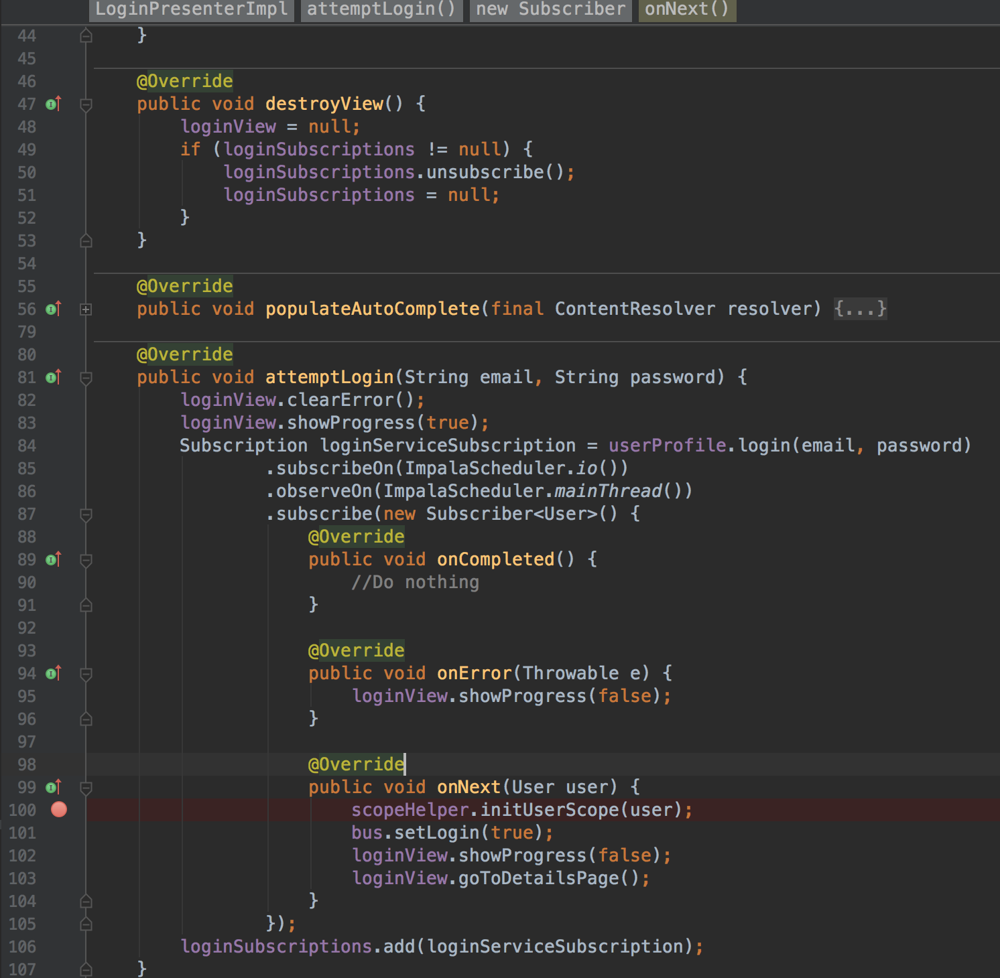 LoginPresenterImpl attemptLogin() new Subscriber onNext()
44 }
45
46 @Override
47 public void destroyView() {
48 loginView = null;
49 if (loginSubscriptions != null) {
50 loginSubscriptions.unsubscribe();
51 loginSubscriptions = null;
52 }
53 }
54
55 @Override
56 public void populateAutoComplete(final ContentResolver resolver) {...}
79
80 @Override
81 public void attemptLogin(String email, String password) {
82 loginView.clearError();
83 loginView.showProgress(true);
84 Subscription loginServiceSubscription = userProfile.login(email, password)
85 .subscribeOn(ImpalaScheduler.io())
86 .observeOn(ImpalaScheduler.mainThread())
87 .subscribe(new Subscriber<User>() {
88 @Override
89 public void onCompleted() {
90 //Do nothing
91 }
92
93 @Override
94 public void onError(Throwable e) {
95 loginView.showProgress(false);
96 }
97
98 @Override
99 public void onNext(User user) {
100 scopeHelper.initUserScope(user);
101 bus.setLogin(true);
102 loginView.showProgress(false);
103 loginView.goToDetailsPage();
104 }
105 });
106 loginSubscriptions.add(loginServiceSubscription);
107 }